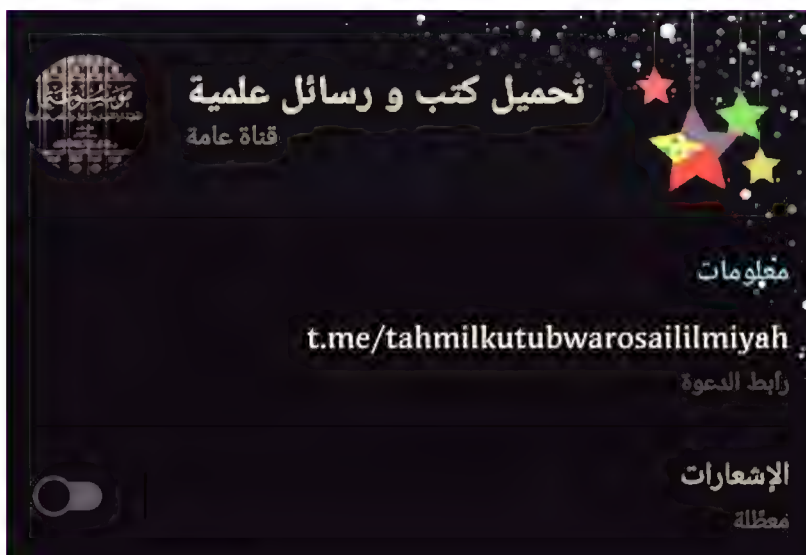 تحميل كتب و رسائل علمية
قناة عامة
معلومات
t.me/tahmilkutubwarosaililmiyah
رابط الدعوة
الإشعارات
معطلة